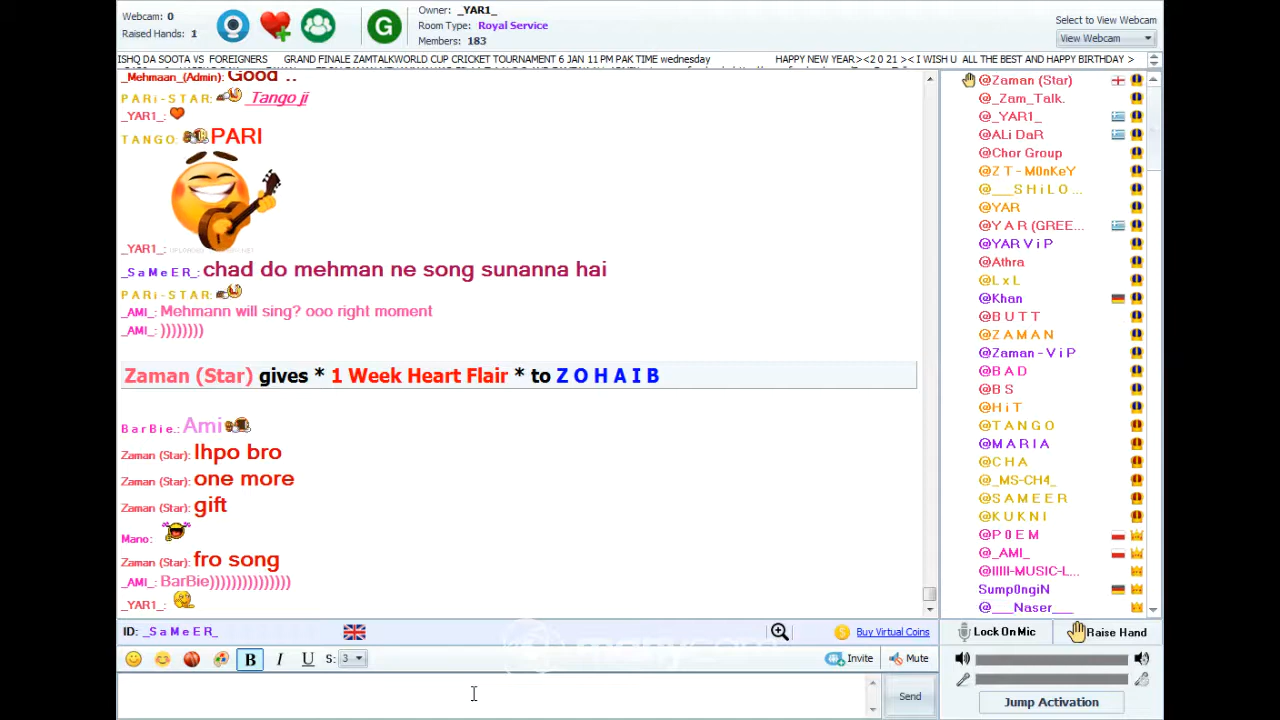 Webcam: 0
Raised Hands: 1
G
Owner: _YAR1_
Room Type: Royal Service
Members: 183
Select to View Webcam
View Webcam
ISHQ DA SOOTA VS FOREIGNERS GRAND FINALE ZAMTALKWORLD CUP CRICKET TOURNAMENT 6 JAN 11 PM PAK TIME wednesday HAPPY NEW YEAR><2 0 21 >< I WISH U ALL THE BEST AND HAPPY BIRTHDAY >
_Mehmaan_(Admin): Good ..
PARi-STAR: Tango ji
_YAR1_:
TANGO: PARI
_YAR1_:
_SaMeER_: chad do mehman ne song sunanna hai
PARi-STAR:
_AMI_: Mehmann will sing? ooo right moment
_AMI_: ))))))))
Zaman (Star) gives * 1 Week Heart Flair * to Z O H A I B
BarBie.: Ami
Zaman (Star): lhpo bro
Zaman (Star): one more
Zaman (Star): gift
Mano:
Zaman (Star): fro song
_AMI_: BarBie)))))))))))))))
_YAR1_:
@Zaman (Star)
@_Zam_Talk.
@_YAR1_
@ALi DaR
@Chor Group
@Z T - M0nKeY
@___S H i L O ...
@YAR
@Y A R (GREE...
@YAR V i P
@Athra
@L x L
@Khan
@B U T T
@Z A M A N
@Zaman - V i P
@B A D
@B S
@H i T
@T A N G O
@M A R I A
@C H A
@_MS-CH4_
@S A M E E R
@K U K N I
@P 0 E M
@_AMI_
@IIIIII-MUSIC-L...
Sump0ngiN
@___Naser___
ID: _SaMeER_
Buy Virtual Coins
Lock On Mic
Raise Hand
B I U S: 3
Invite
Mute
Send
Jump Activation